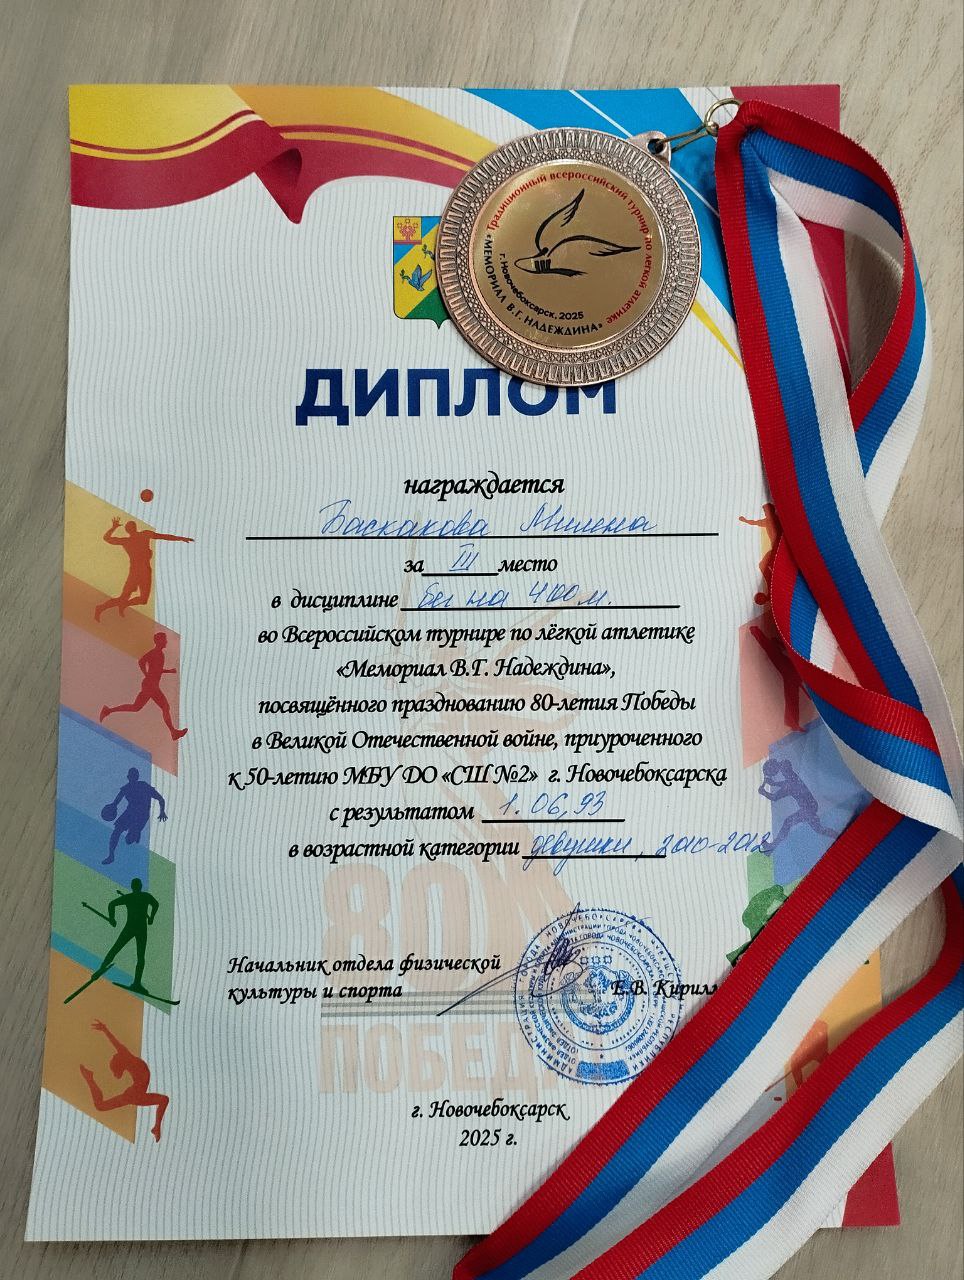 Традиционный всероссийский турнир по легкой атлетике
г. Новочебоксарск, 2025
«МЕМОРИАЛ В.Г. НАДЕЖДИНА»
ДИПЛОМ
награждается
Баскакова Милена
за III место
в дисциплине бег на 400 м.
во Всероссийском турнире по лёгкой атлетике
«Мемориал В.Г. Надеждина»,
посвящённого празднованию 80-летия Победы
в Великой Отечественной войне, приуроченного
к 50-летию МБУ ДО «СШ №2» г. Новочебоксарска
с результатом 1.06,93
в возрастной категории девушки, 2010-2012
80
ПОБЕД
Начальник отдела физической
культуры и спорта Е.В. Кирилл
г. Новочебоксарск
2025 г.